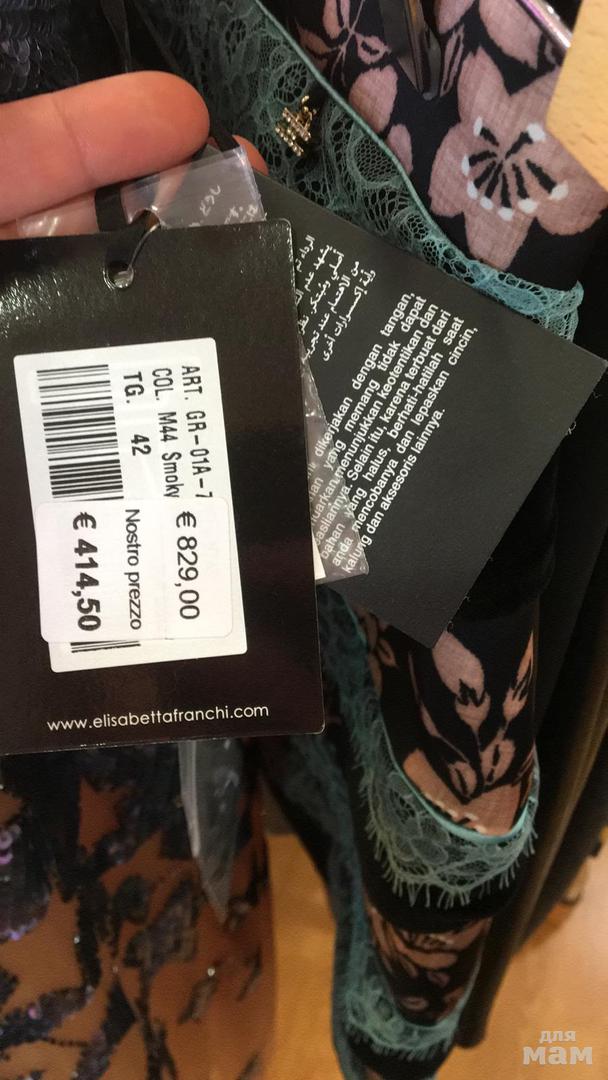 ART. GR-01A-7
COL. M44 Smoky
TG. 42
€ 829,00
Nostro prezzo
€ 414,50
www.elisabettafranchi.com
dikerjakan dengan tangan,
yang memang tidak dapat
menunjukkan keotentikan dan
Selain itu, karena terbuat dari
bahan yang halus, berhati-hatilah saat
anda mencobanya dan lepaskan cincin,
kalung dan aksesoris lainnya.
для
мам